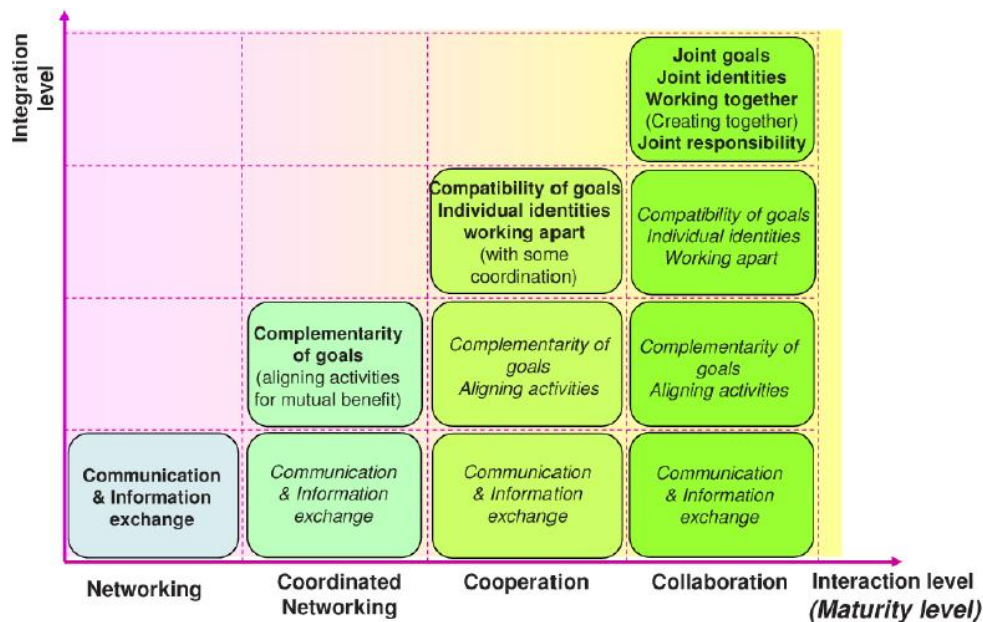 Integration
level
Joint goals
Joint identities
Working together
(Creating together)
Joint responsibility
Compatibility of goals
Individual identities
working apart
(with some
coordination)
Compatibility of goals
Individual identities
Working apart
Complementarity
of goals
(aligning activities
for mutual benefit)
Complementarity of
goals
Aligning activities
Complementarity of
goals
Aligning activities
Communication
& Information
exchange
Communication
& Information
exchange
Communication
& Information
exchange
Communication
& Information
exchange
Networking
Coordinated
Networking
Cooperation
Collaboration
Interaction level
(Maturity level)